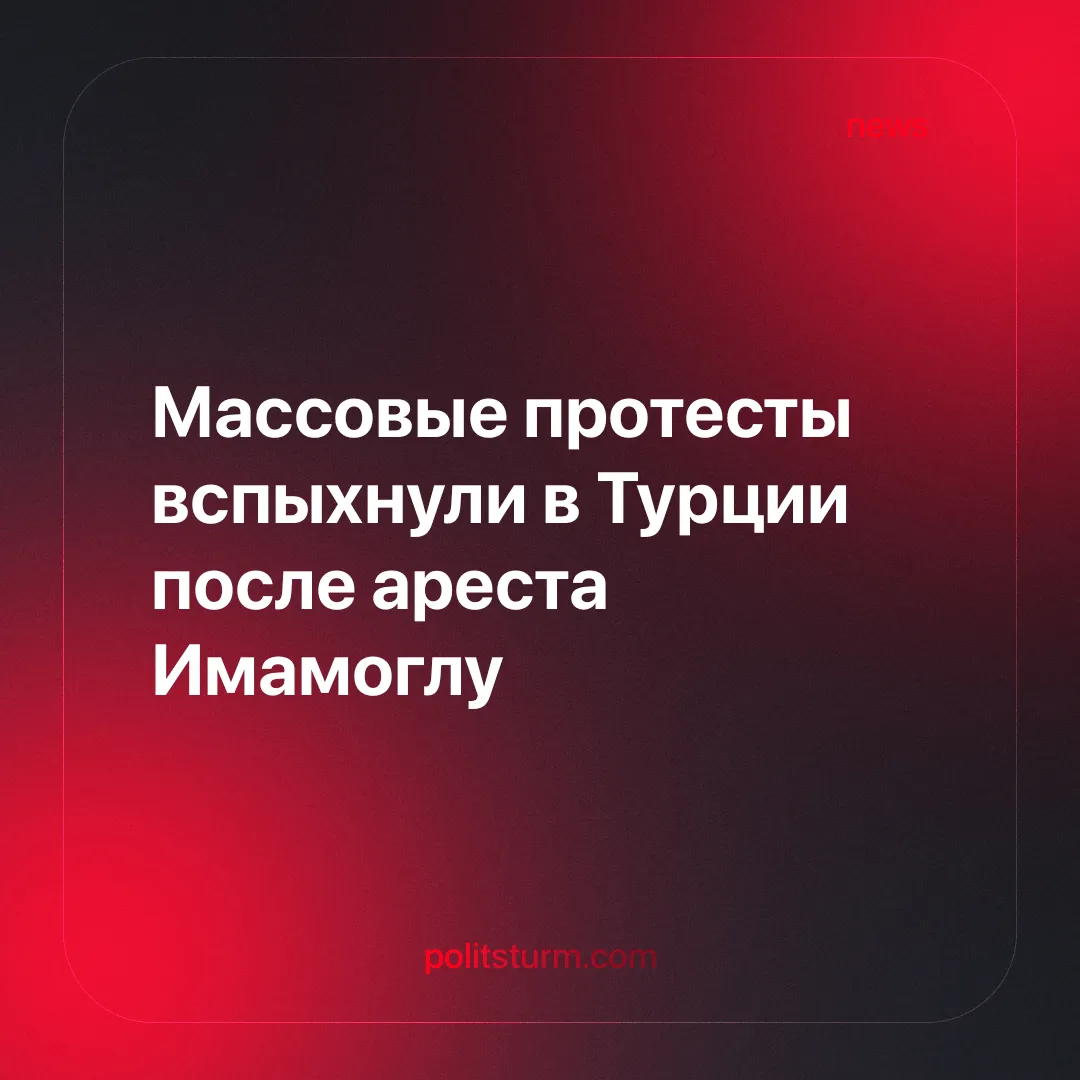 news
Массовые протесты
вспыхнули в Турции
после ареста
Имамоглу
politsturm.com